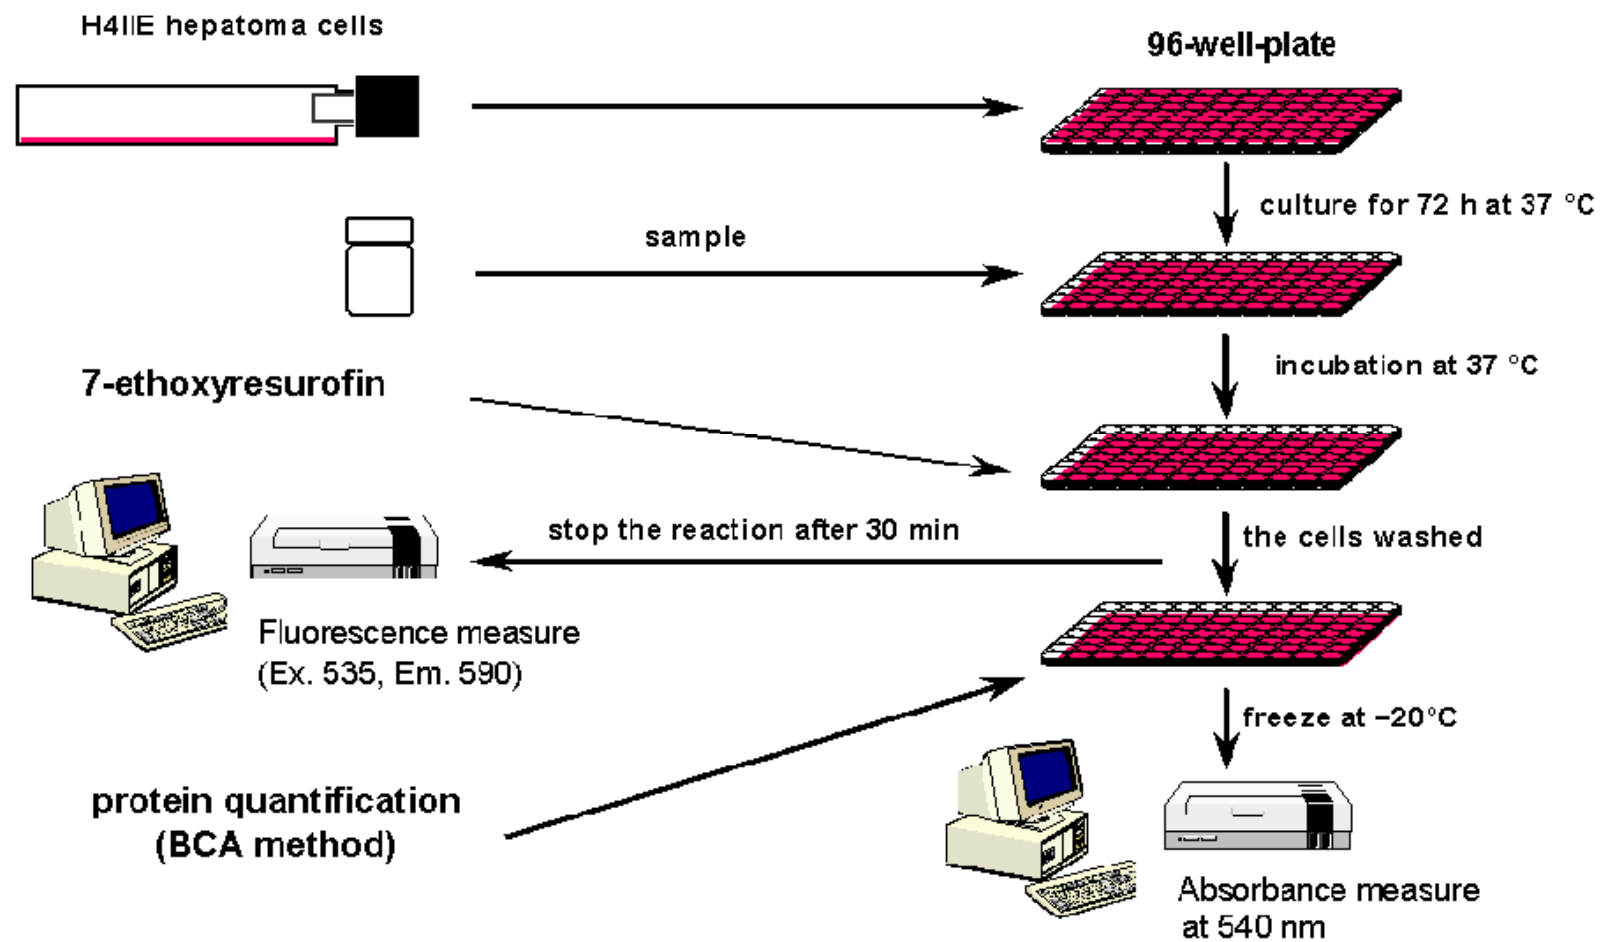 H4IIE hepatoma cells
96-well-plate
culture for 72 h at 37 °C
sample
incubation at 37 °C
7-ethoxyresurofin
stop the reaction after 30 min
the cells washed
Fluorescence measure
(Ex. 535, Em. 590)
freeze at –20°C
protein quantification
(BCA method)
Absorbance measure
at 540 nm